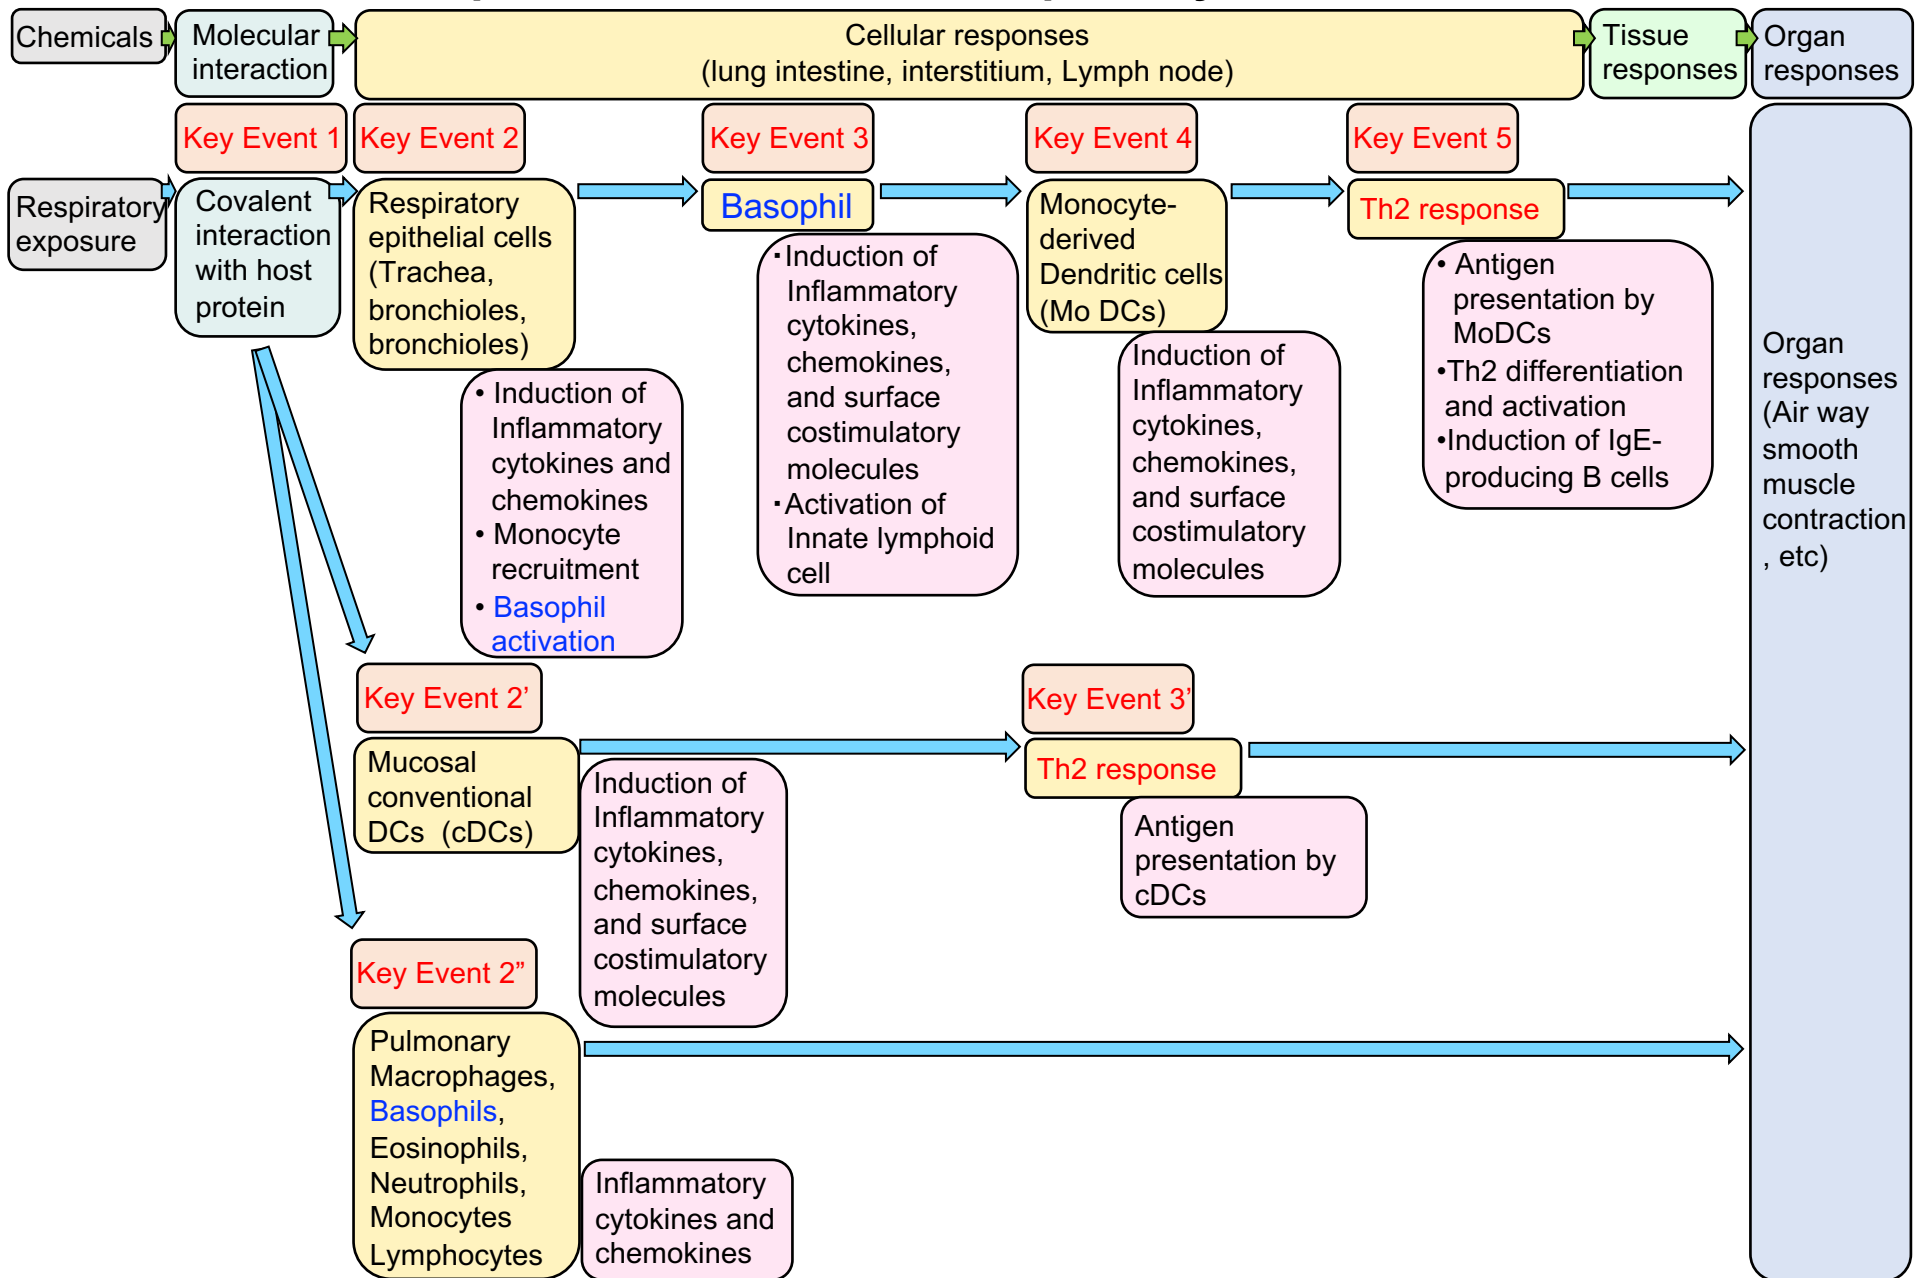 Chemicals
Molecular
interaction
Cellular responses
(lung intestine, interstitium, Lymph node)
Tissue
responses
Organ
responses
Key Event 1
Key Event 2
Key Event 3
Key Event 4
Key Event 5
Respiratory
exposure
Covalent
interaction
with host
protein
Respiratory
epithelial cells
(Trachea,
bronchioles,
bronchioles)
• Induction of
Inflammatory
cytokines and
chemokines
• Monocyte
recruitment
• Basophil
activation
Basophil
・Induction of
Inflammatory
cytokines,
chemokines,
and surface
costimulatory
molecules
・Activation of
Innate lymphoid
cell
Monocyte-
derived
Dendritic cells
(Mo DCs)
Induction of
Inflammatory
cytokines,
chemokines,
and surface
costimulatory
molecules
Th2 response
• Antigen
presentation by
MoDCs
•Th2 differentiation
and activation
•Induction of IgE-
producing B cells
Organ
responses
(Air way
smooth
muscle
contraction
, etc)
Key Event 2’
Mucosal
conventional
DCs (cDCs)
Induction of
Inflammatory
cytokines,
chemokines,
and surface
costimulatory
molecules
Key Event 3’
Th2 response
Antigen
presentation by
cDCs
Key Event 2”
Pulmonary
Macrophages,
Basophils,
Eosinophils,
Neutrophils,
Monocytes
Lymphocytes
Inflammatory
cytokines and
chemokines